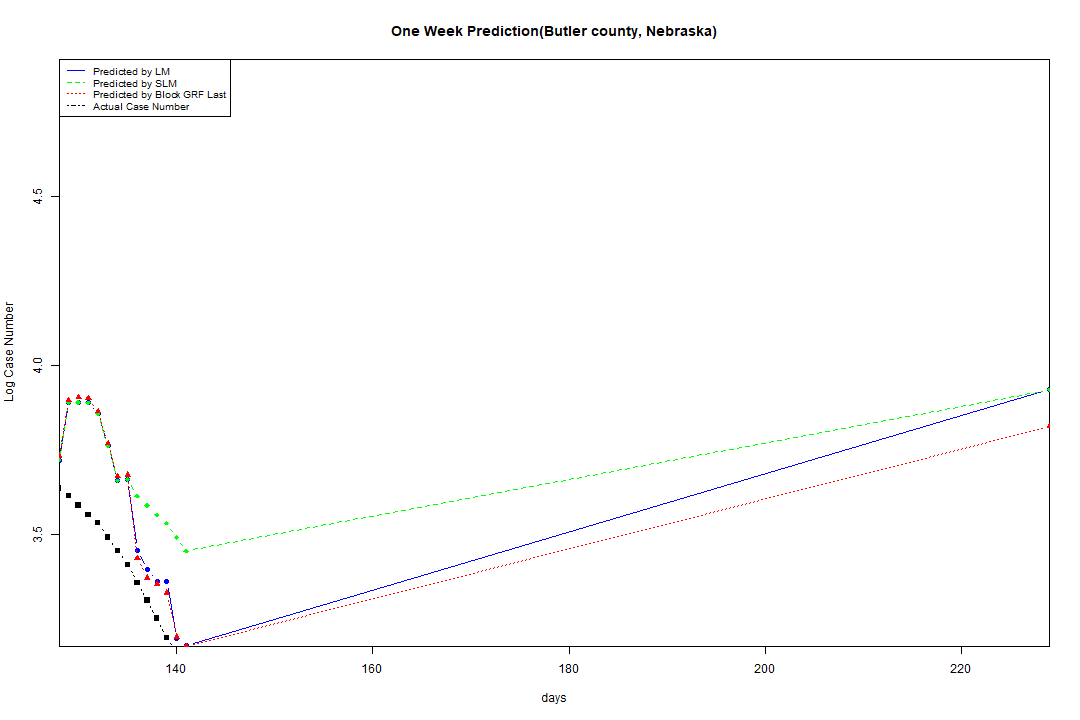 One Week Prediction(Butler county, Nebraska)
Predicted by LM
Predicted by SLM
Predicted by Block GRF Last
Actual Case Number
4.5
4.0
3.5
Log Case Number
140 160 180 200 220
days